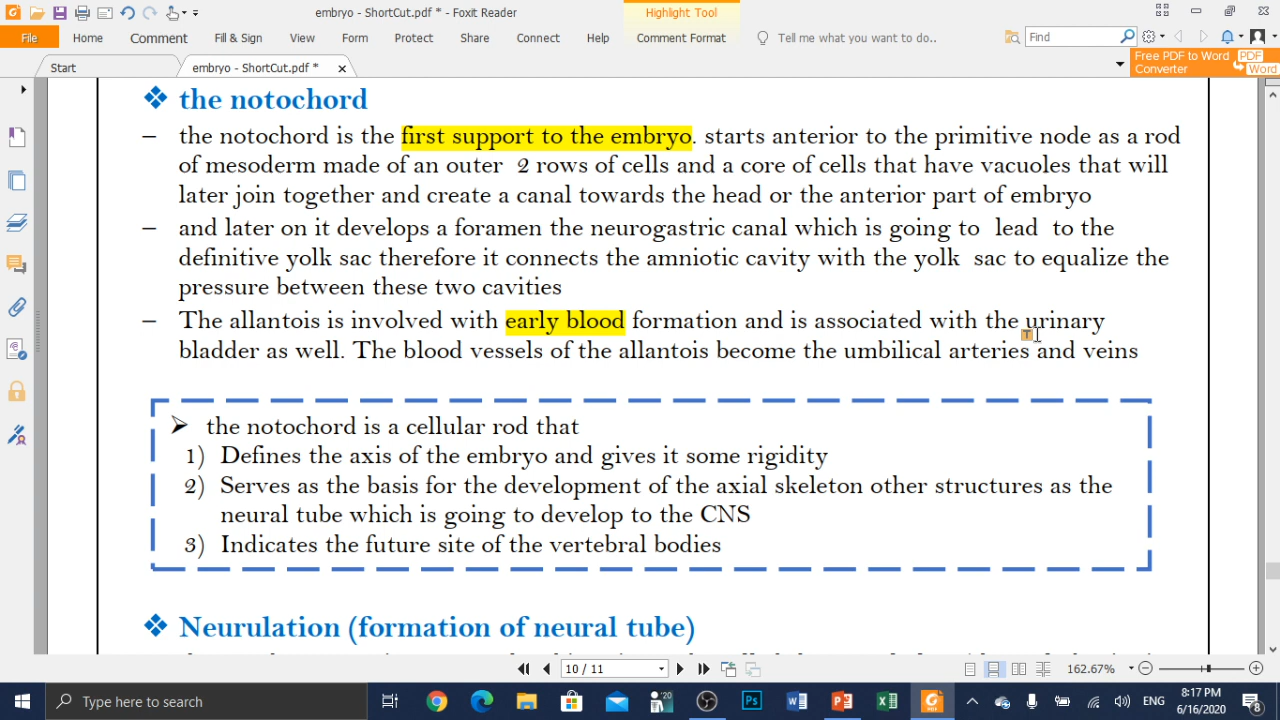 embryo - ShortCut.pdf * - Foxit Reader
Highlight Tool
File Home Comment Fill & Sign View Form Protect Share Connect Help Comment Format Tell me what you want to do.. Find
Start embryo - ShortCut.pdf *
Free PDF to Word Converter PDF Word
❖ the notochord
– the notochord is the first support to the embryo. starts anterior to the primitive node as a rod
of mesoderm made of an outer 2 rows of cells and a core of cells that have vacuoles that will
later join together and create a canal towards the head or the anterior part of embryo
– and later on it develops a foramen the neurogastric canal which is going to lead to the
definitive yolk sac therefore it connects the amniotic cavity with the yolk sac to equalize the
pressure between these two cavities
– The allantois is involved with early blood formation and is associated with the urinary
bladder as well. The blood vessels of the allantois become the umbilical arteries and veins
➢ the notochord is a cellular rod that
1) Defines the axis of the embryo and gives it some rigidity
2) Serves as the basis for the development of the axial skeleton other structures as the
neural tube which is going to develop to the CNS
3) Indicates the future site of the vertebral bodies
❖ Neurulation (formation of neural tube)
10 / 11
162.67%
Type here to search
ENG
8:17 PM
6/16/2020
8